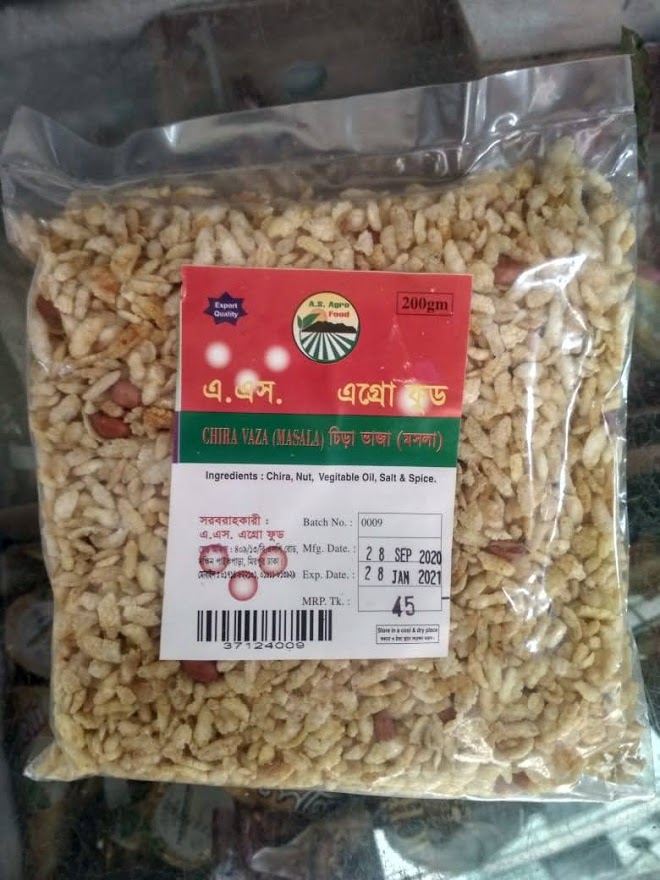 Export
Quality
A.S. Agro
Food
200gm
এ.এস. এগ্রো ফুড
CHIRA VAZA (MASALA) চিড়া ভাজা (মসলা)
Ingredients : Chira, Nut, Vegitable Oil, Salt & Spice.
সরবরাহকারী :
এ.এস. এগ্রো ফুড
পাইকপাড়া, মিরপুর ঢাকা
Batch No. : 0009
Mfg. Date. : 28 SEP 2020
Exp. Date. : 28 JAN 2021
MRP. Tk. : 45
37124009
Store in a cool & dry place